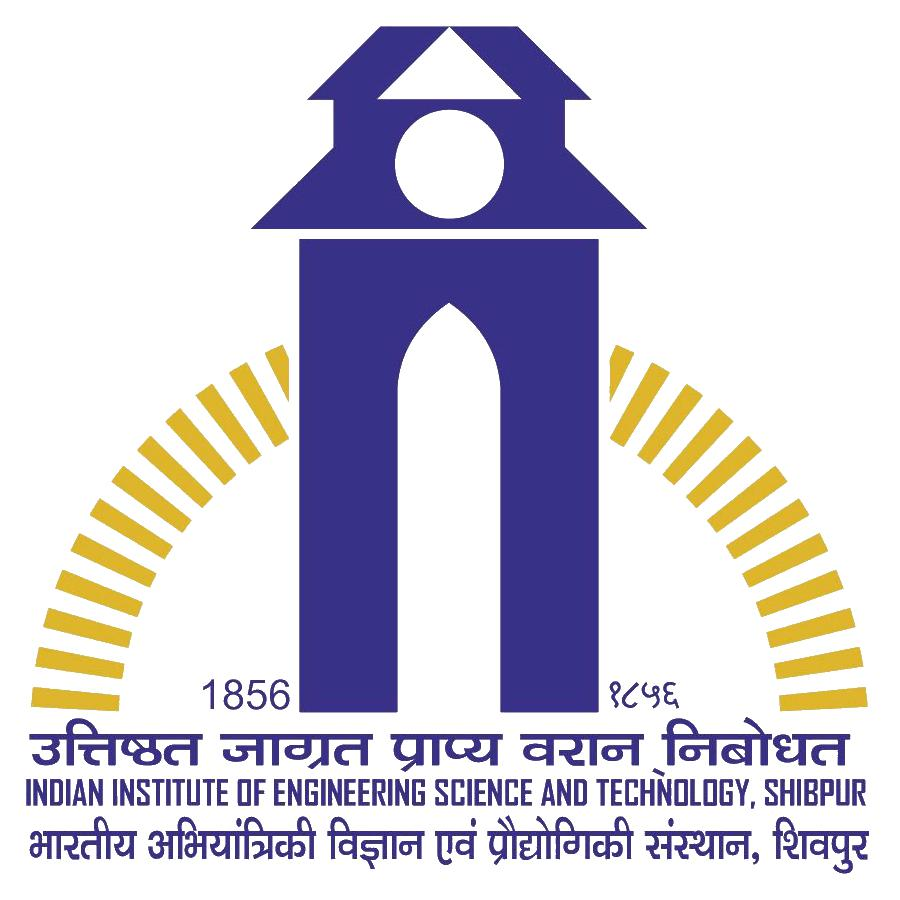 1856 १८५६
उत्तिष्ठत जाग्रत प्राप्य वरान् निबोधत
INDIAN INSTITUTE OF ENGINEERING SCIENCE AND TECHNOLOGY, SHIBPUR
भारतीय अभियांत्रिकी विज्ञान एवं प्रौद्योगिकी संस्थान, शिवपुर